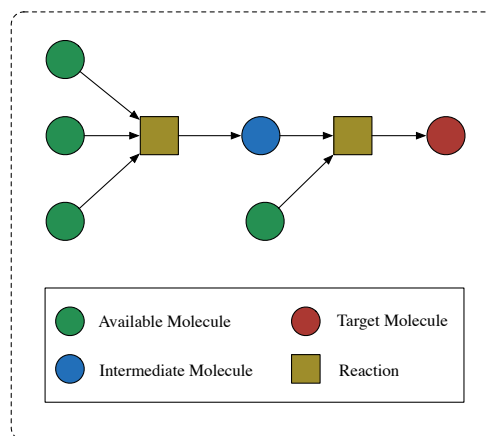 Available Molecule
Target Molecule
Intermediate Molecule
Reaction